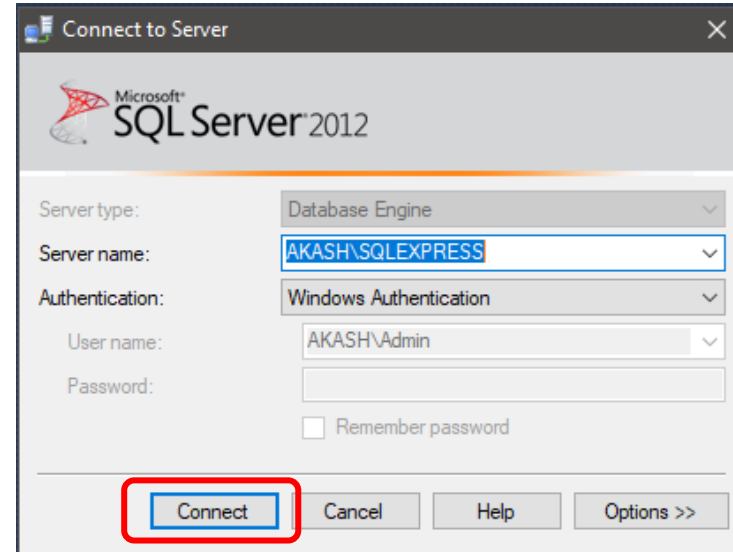 Connect to Server
Microsoft®
SQL Server®2012
Server type: Database Engine
Server name: AKASH\SQLEXPRESS
Authentication: Windows Authentication
User name: AKASH\Admin
Password:
Remember password
Connect Cancel Help Options >>